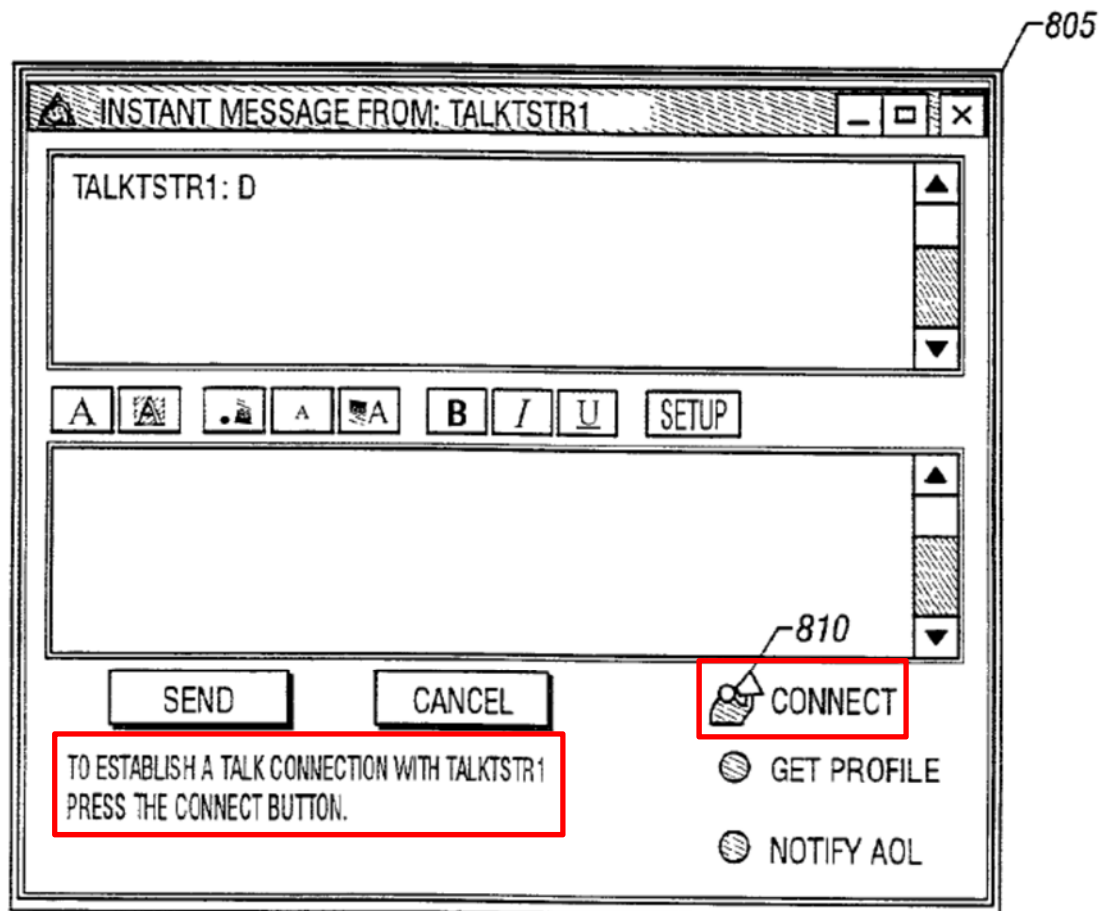 805
INSTANT MESSAGE FROM: TALKTSTR1
TALKTSTR1: D
A A A A B I U SETUP
810
SEND CANCEL CONNECT
TO ESTABLISH A TALK CONNECTION WITH TALKTSTR1
PRESS THE CONNECT BUTTON.
GET PROFILE
NOTIFY AOL